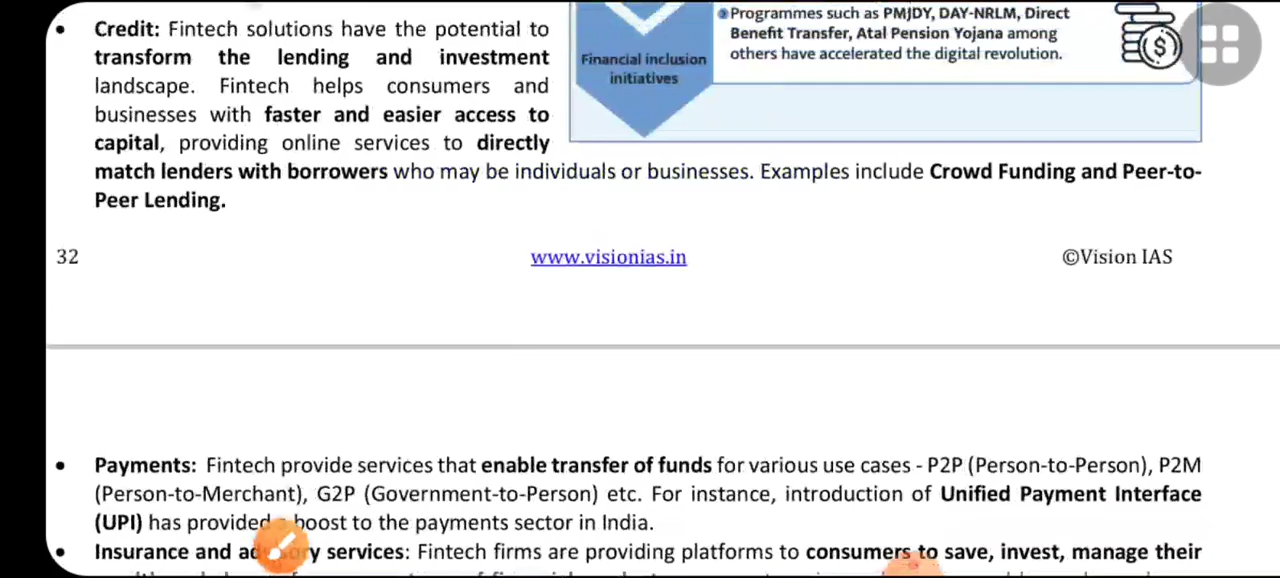 • Credit: Fintech solutions have the potential to
transform the lending and investment
landscape. Fintech helps consumers and
businesses with faster and easier access to
capital, providing online services to directly
match lenders with borrowers who may be individuals or businesses. Examples include Crowd Funding and Peer-to-
Peer Lending.
Financial inclusion
initiatives
Programmes such as PMJDY, DAY-NRLM, Direct
Benefit Transfer, Atal Pension Yojana among
others have accelerated the digital revolution.
$
32
www.visionias.in
©Vision IAS
• Payments: Fintech provide services that enable transfer of funds for various use cases - P2P (Person-to-Person), P2M
(Person-to-Merchant), G2P (Government-to-Person) etc. For instance, introduction of Unified Payment Interface
(UPI) has provided boost to the payments sector in India.
• Insurance and services: Fintech firms are providing platforms to consumers to save, invest, manage their